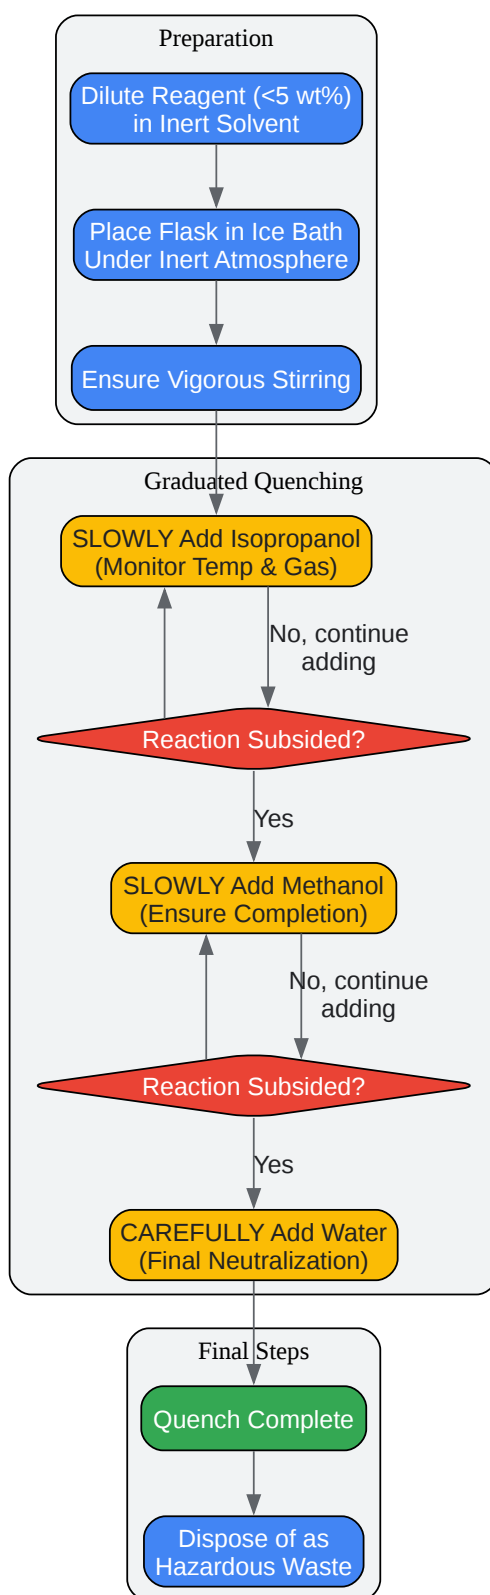 Preparation
Dilute Reagent (<5 wt%)
in Inert Solvent
Place Flask in Ice Bath
Under Inert Atmosphere
Ensure Vigorous Stirring
Graduated Quenching
SLOWLY Add Isopropanol
(Monitor Temp & Gas)
No, continue
adding
Reaction Subsided?
Yes
SLOWLY Add Methanol
(Ensure Completion)
No, continue
adding
Reaction Subsided?
Yes
CAREFULLY Add Water
(Final Neutralization)
Final Steps
Quench Complete
Dispose of as
Hazardous Waste